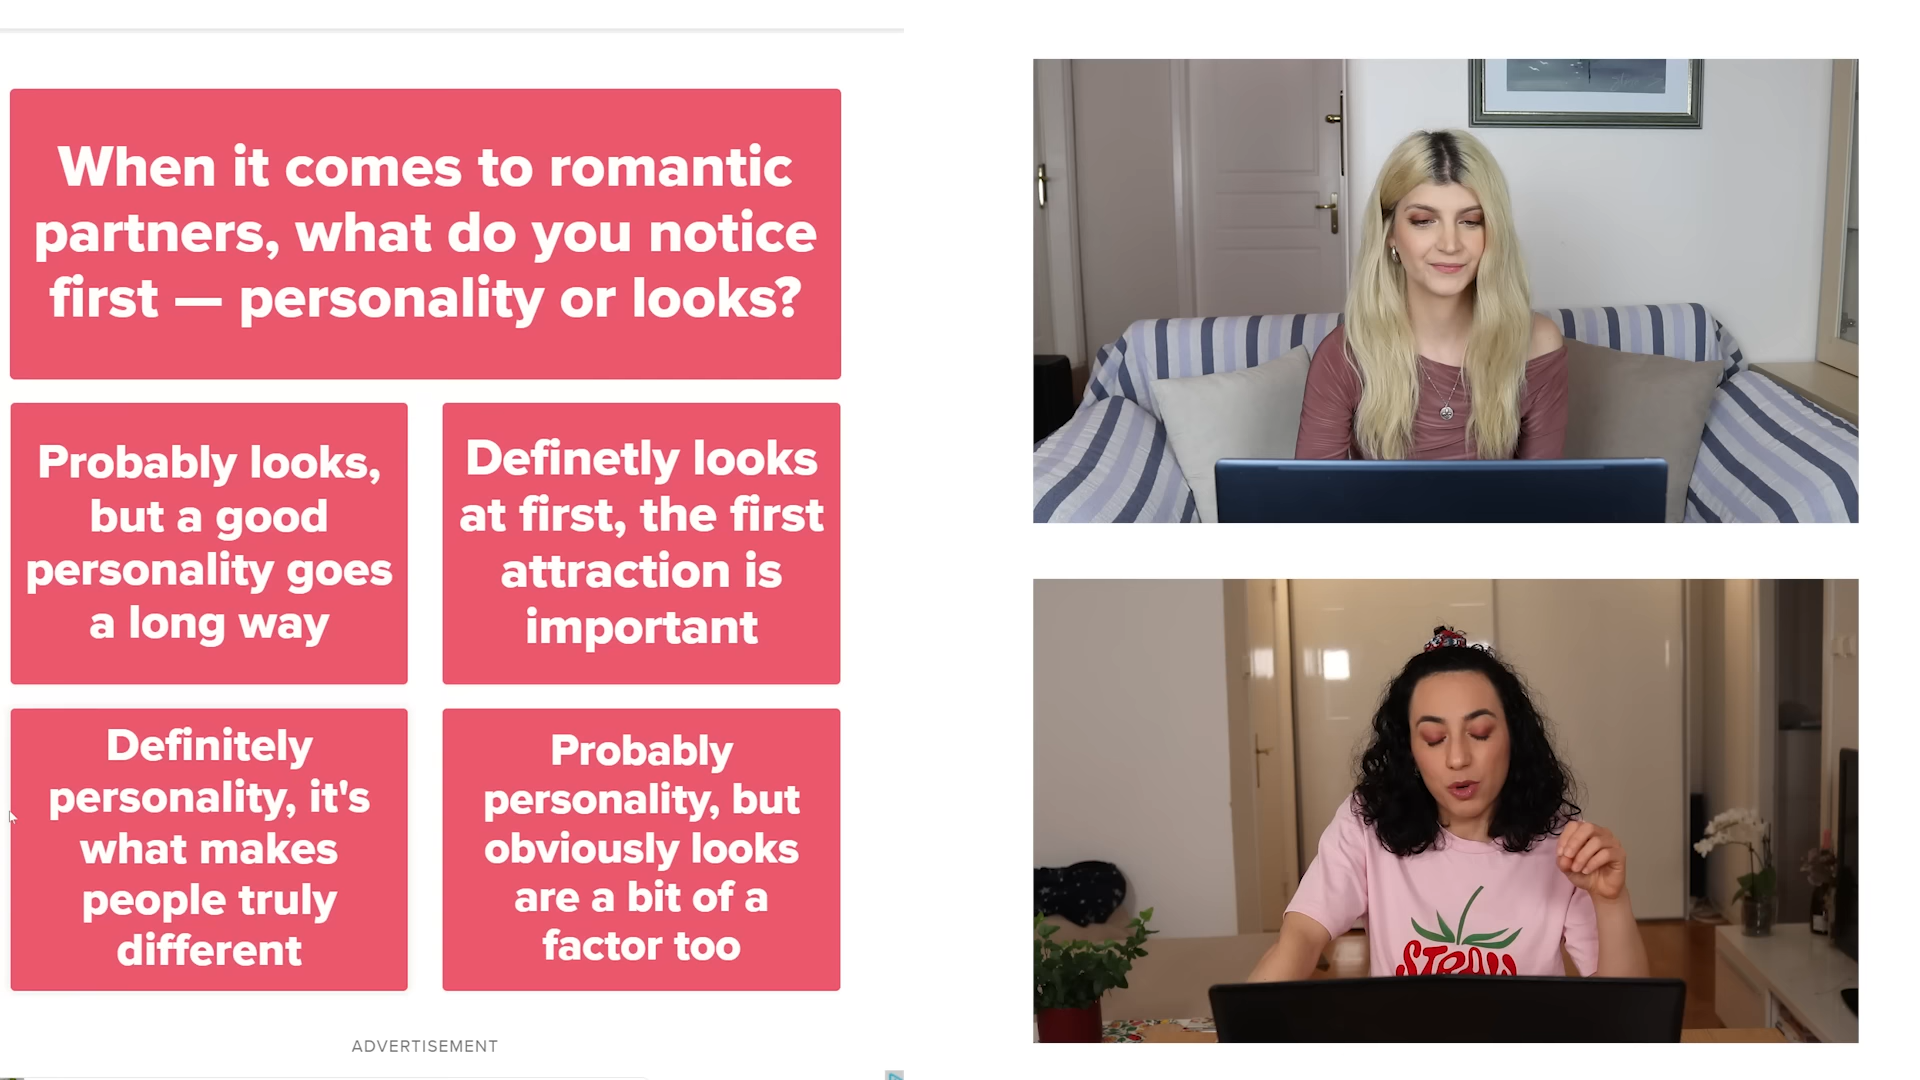 When it comes to romantic
partners, what do you notice
first — personality or looks?
Probably looks,
but a good
personality goes
a long way
Definetly looks
at first, the first
attraction is
important
Definitely
personality, it's
what makes
people truly
different
Probably
personality, but
obviously looks
are a bit of a
factor too
ADVERTISEMENT